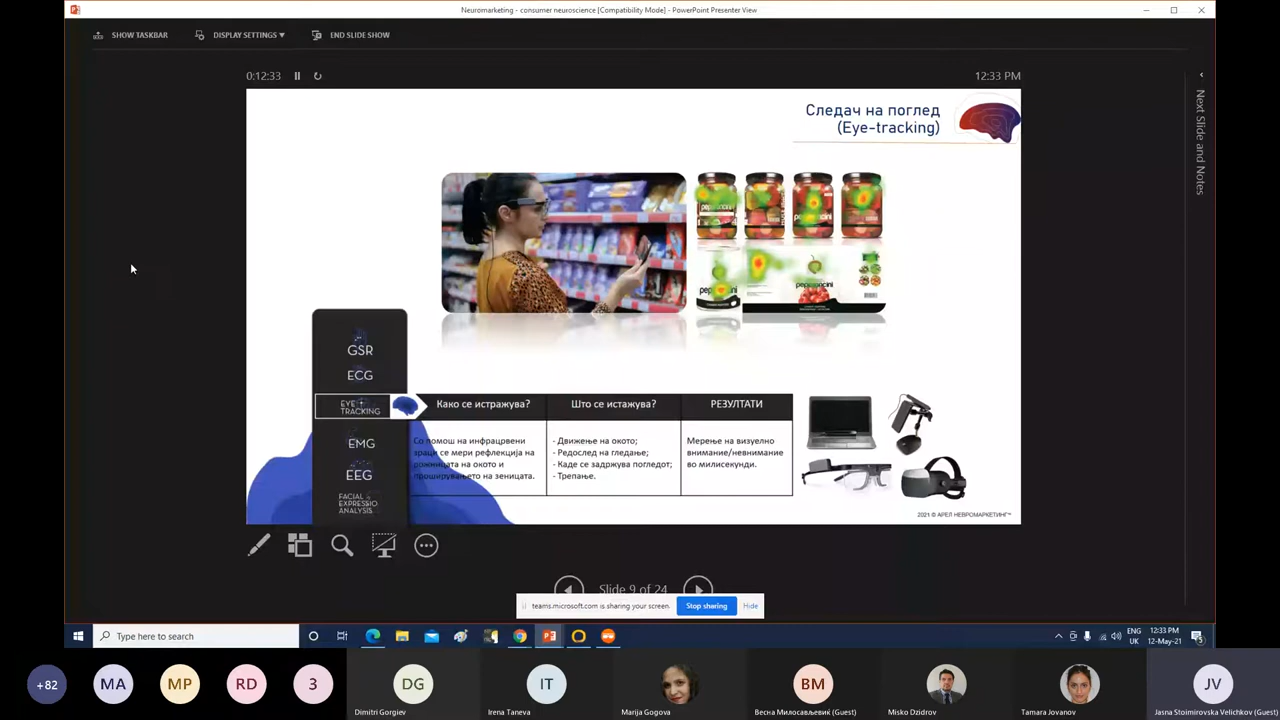 Neuromarketing - consumer neuroscience [Compatibility Mode] - PowerPoint Presenter View
SHOW TASKBAR
DISPLAY SETTINGS
END SLIDE SHOW
0:12:33
12:33 PM
Next Slide and Notes
Следач на поглед
(Eye-tracking)
GSR
ECG
EYE
TRACKING
EMG
EEG
FACIAL
EXPRESSION
ANALYSIS
Како се истражува?
Што се истажува?
РЕЗУЛТАТИ
Со помош на инфрацрвени
зраци се мери рефлекција на
рожницата на окото и
проширувањето на зеницата.
- Движење на окото;
- Редослед на гледање;
- Каде се задржува погледот;
- Трепање.
Мерење на визуелно
внимание/невнимание
во милисекунди.
2021 © АРЕЛ НЕВРОМАРКЕТИНГ™
Slide 9 of 24
teams.microsoft.com is sharing your screen.
Stop sharing
Hide
Type here to search
ENG
UK
12:33 PM
12-May-21
+82
MA
MP
RD
3
DG
Dimitri Gorgiev
IT
Irena Taneva
Marija Gogova
BM
Весна Милосављевић (Guest)
Misko Dzidrov
Tamara Jovanov
JV
Jasna Stoimirovska Velichkov (Guest)